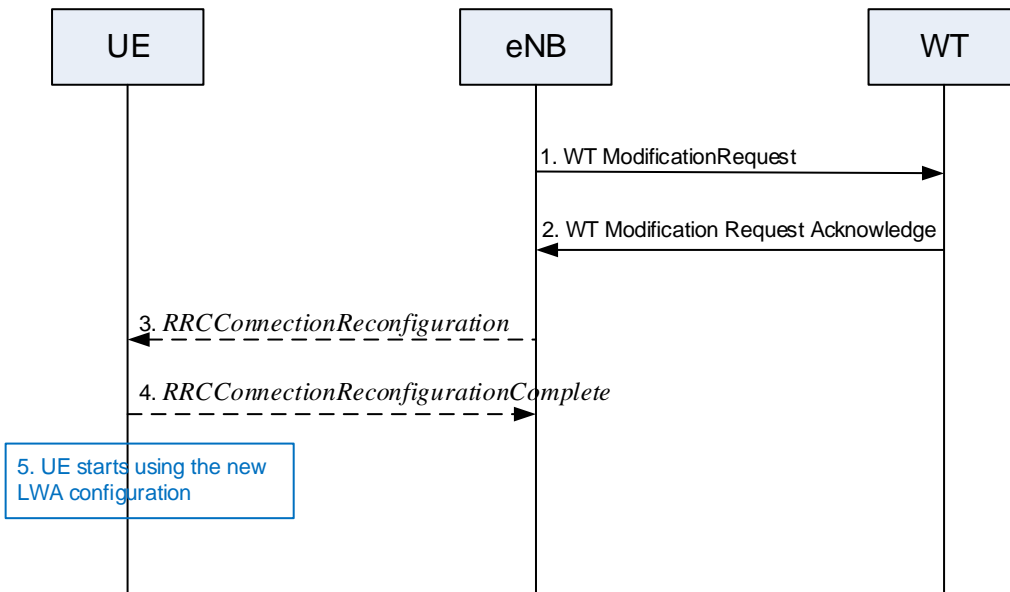 UE
eNB
WT
1. WT ModificationRequest
2. WT Modification Request Acknowledge
3. RRCConnectionReconfiguration
4. RRCConnectionReconfigurationComplete
5. UE starts using the new
LWA configuration